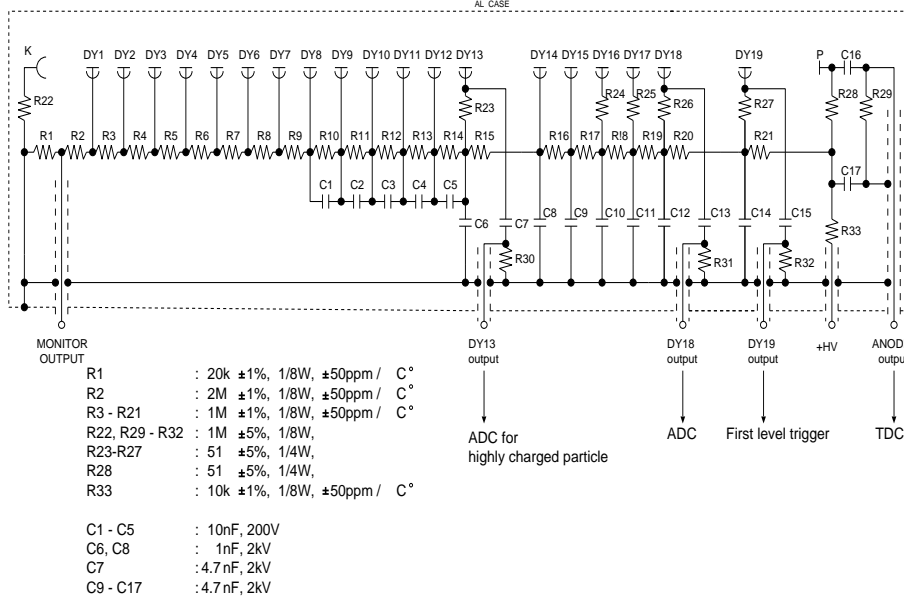 AL CASE
K DY1 DY2 DY3 DY4 DY5 DY6 DY7 DY8 DY9 DY10 DY11 DY12 DY13 DY14 DY15 DY16 DY17 DY18 DY19 P C16
R22 R23 R24 R25 R26 R27 R28 R29
R1 R2 R3 R4 R5 R6 R7 R8 R9 R10 R11 R12 R13 R14 R15 R16 R17 R!8 R19 R20 R21
C17
C1 C2 C3 C4 C5
C6 C7 C8 C9 C10 C11 C12 C13 C14 C15 R33
R30 R31 R32
MONITOR
OUTPUT
DY13
output
DY18
output
DY19
output
+HV
ANOD
outpu
ADC for
highly charged particle
ADC
First level trigger
TDC
R1 : 20k ±1%, 1/8W, ±50ppm / C°
R2 : 2M ±1%, 1/8W, ±50ppm / C°
R3 - R21 : 1M ±1%, 1/8W, ±50ppm / C°
R22, R29 - R32 : 1M ±5%, 1/8W,
R23-R27 : 51 ±5%, 1/4W,
R28 : 51 ±5%, 1/4W,
R33 : 10k ±1%, 1/8W, ±50ppm / C°
C1 - C5 : 10nF, 200V
C6, C8 : 1nF, 2kV
C7 : 4.7 nF, 2kV
C9 - C17 : 4.7 nF, 2kV